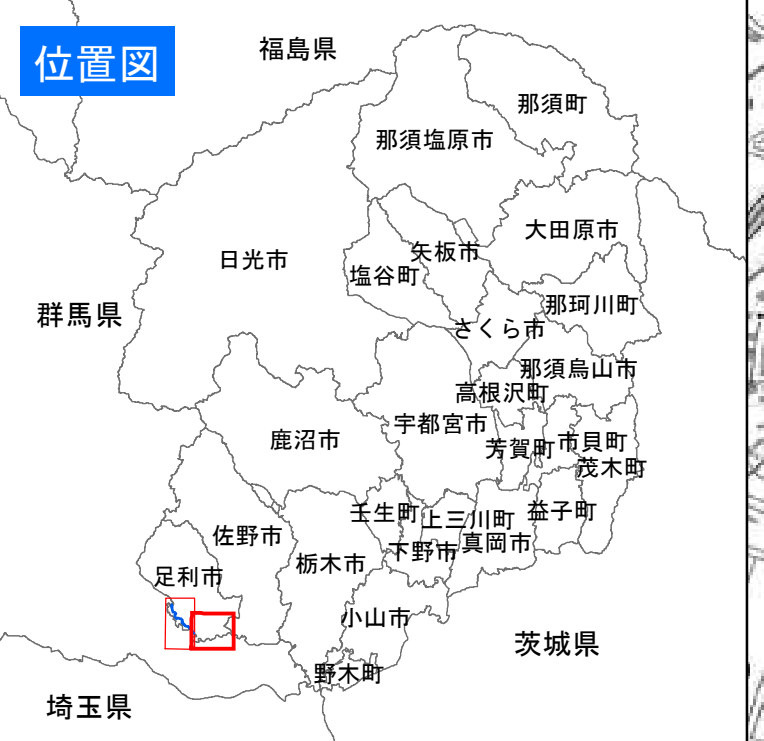 位置図
福島県
那須町
那須塩原市
大田原市
矢板市
日光市
塩谷町
那珂川町
群馬県
さくら市
那須烏山市
高根沢町
宇都宮市
鹿沼市
芳賀町
市貝町
茂木町
壬生町
上三川町
益子町
佐野市
真岡市
下野市
栃木市
足利市
小山市
茨城県
野木町
埼玉県